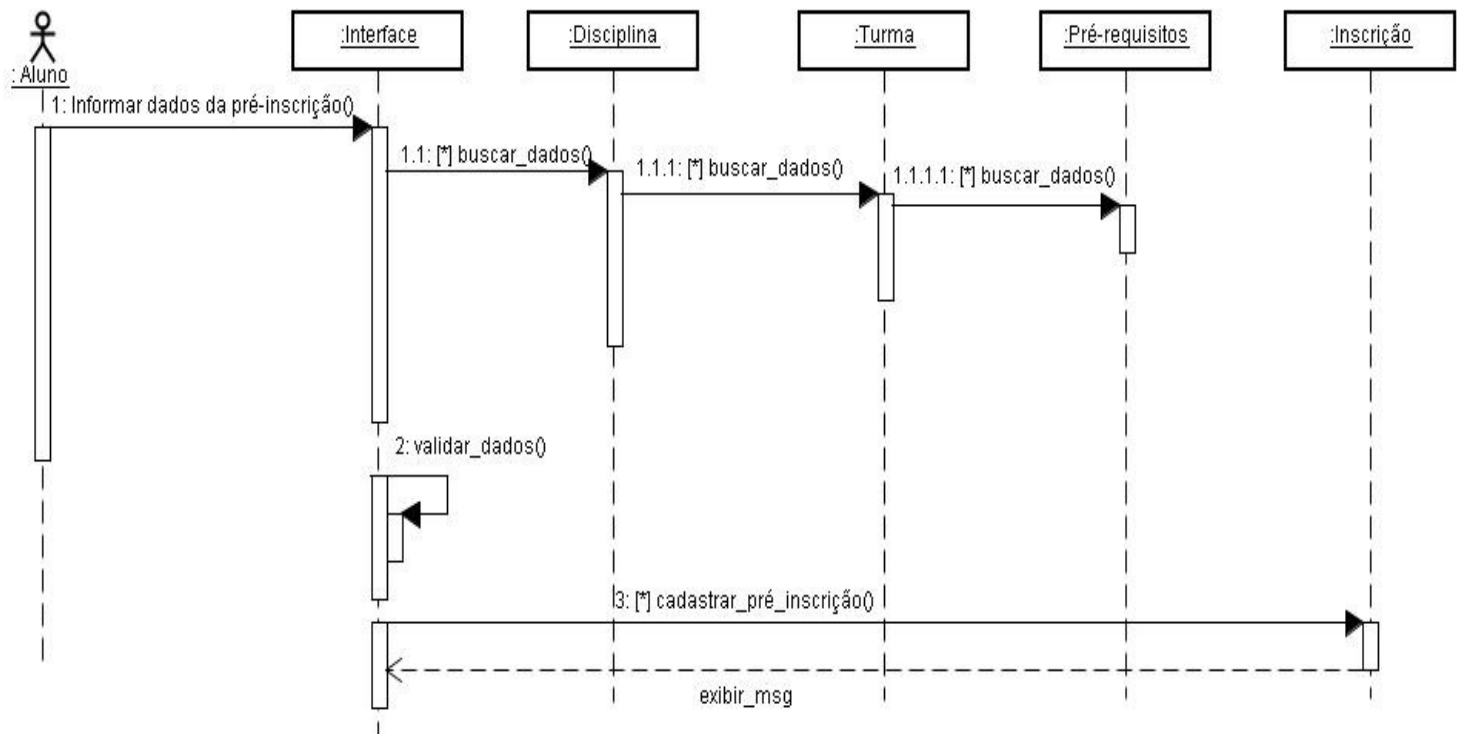 :Interface
:Disciplina
:Turma
:Pré-requisitos
:Inscrição
: Aluno
1: Informar dados da pré-inscrição()
1.1: [*] buscar_dados()
1.1.1: [*] buscar_dados()
1.1.1.1: [*] buscar_dados()
2: validar_dados()
3: [*] cadastrar_pré_inscrição()
exibir_msg